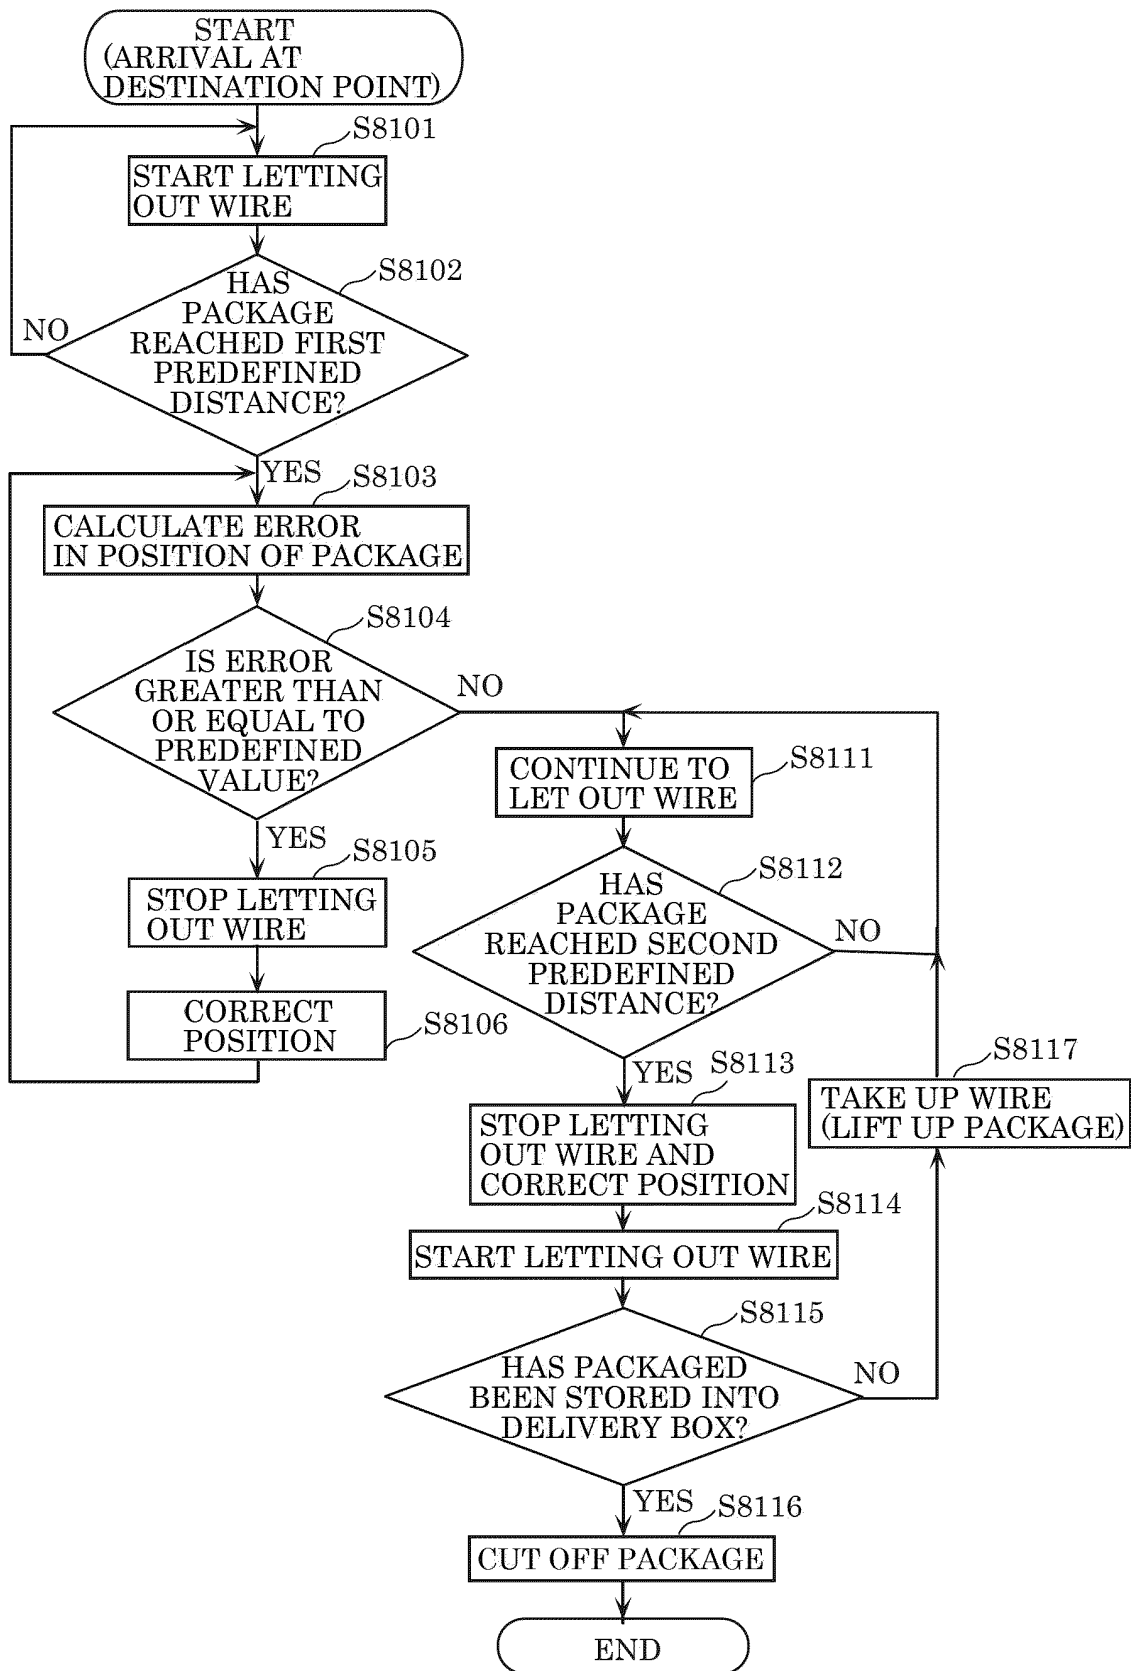 START
(ARRIVAL AT
DESTINATION POINT)
S8101
START LETTING
OUT WIRE
S8102
HAS
PACKAGE
REACHED FIRST
PREDEFINED
DISTANCE?
NO
YES
S8103
CALCULATE ERROR
IN POSITION OF PACKAGE
S8104
IS ERROR
GREATER THAN
OR EQUAL TO
PREDEFINED
VALUE?
NO
YES
S8105
STOP LETTING
OUT WIRE
CORRECT
POSITION
S8106
S8111
CONTINUE TO
LET OUT WIRE
S8112
HAS
PACKAGE
REACHED SECOND
PREDEFINED
DISTANCE?
NO
YES
S8113
STOP LETTING
OUT WIRE AND
CORRECT POSITION
S8117
TAKE UP WIRE
(LIFT UP PACKAGE)
S8114
START LETTING OUT WIRE
S8115
HAS PACKAGED
BEEN STORED INTO
DELIVERY BOX?
NO
YES
S8116
CUT OFF PACKAGE
END